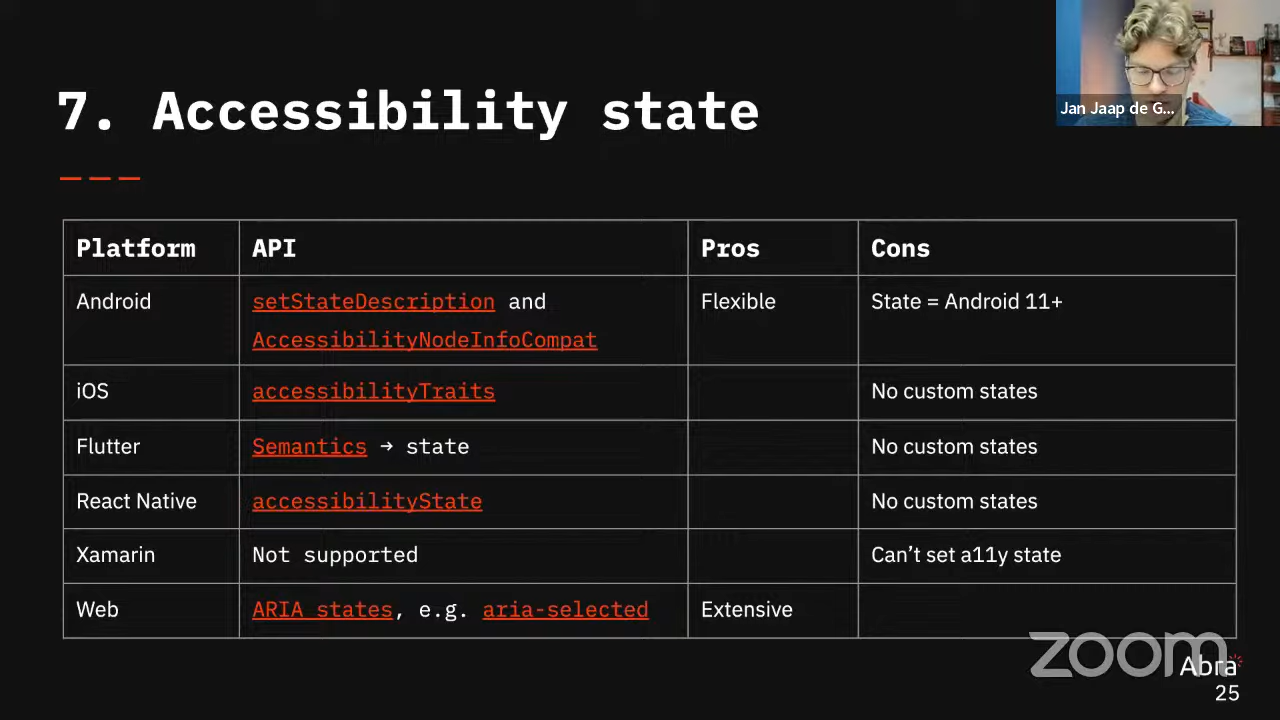 Jan Jaap de G...
7. Accessibility state
Platform API Pros Cons
Android setStateDescription and Flexible State = Android 11+
AccessibilityNodeInfoCompat
iOS accessibilityTraits No custom states
Flutter Semantics → state No custom states
React Native accessibilityState No custom states
Xamarin Not supported Can't set a11y state
Web ARIA states, e.g. aria-selected Extensive
zoom
Abra
25